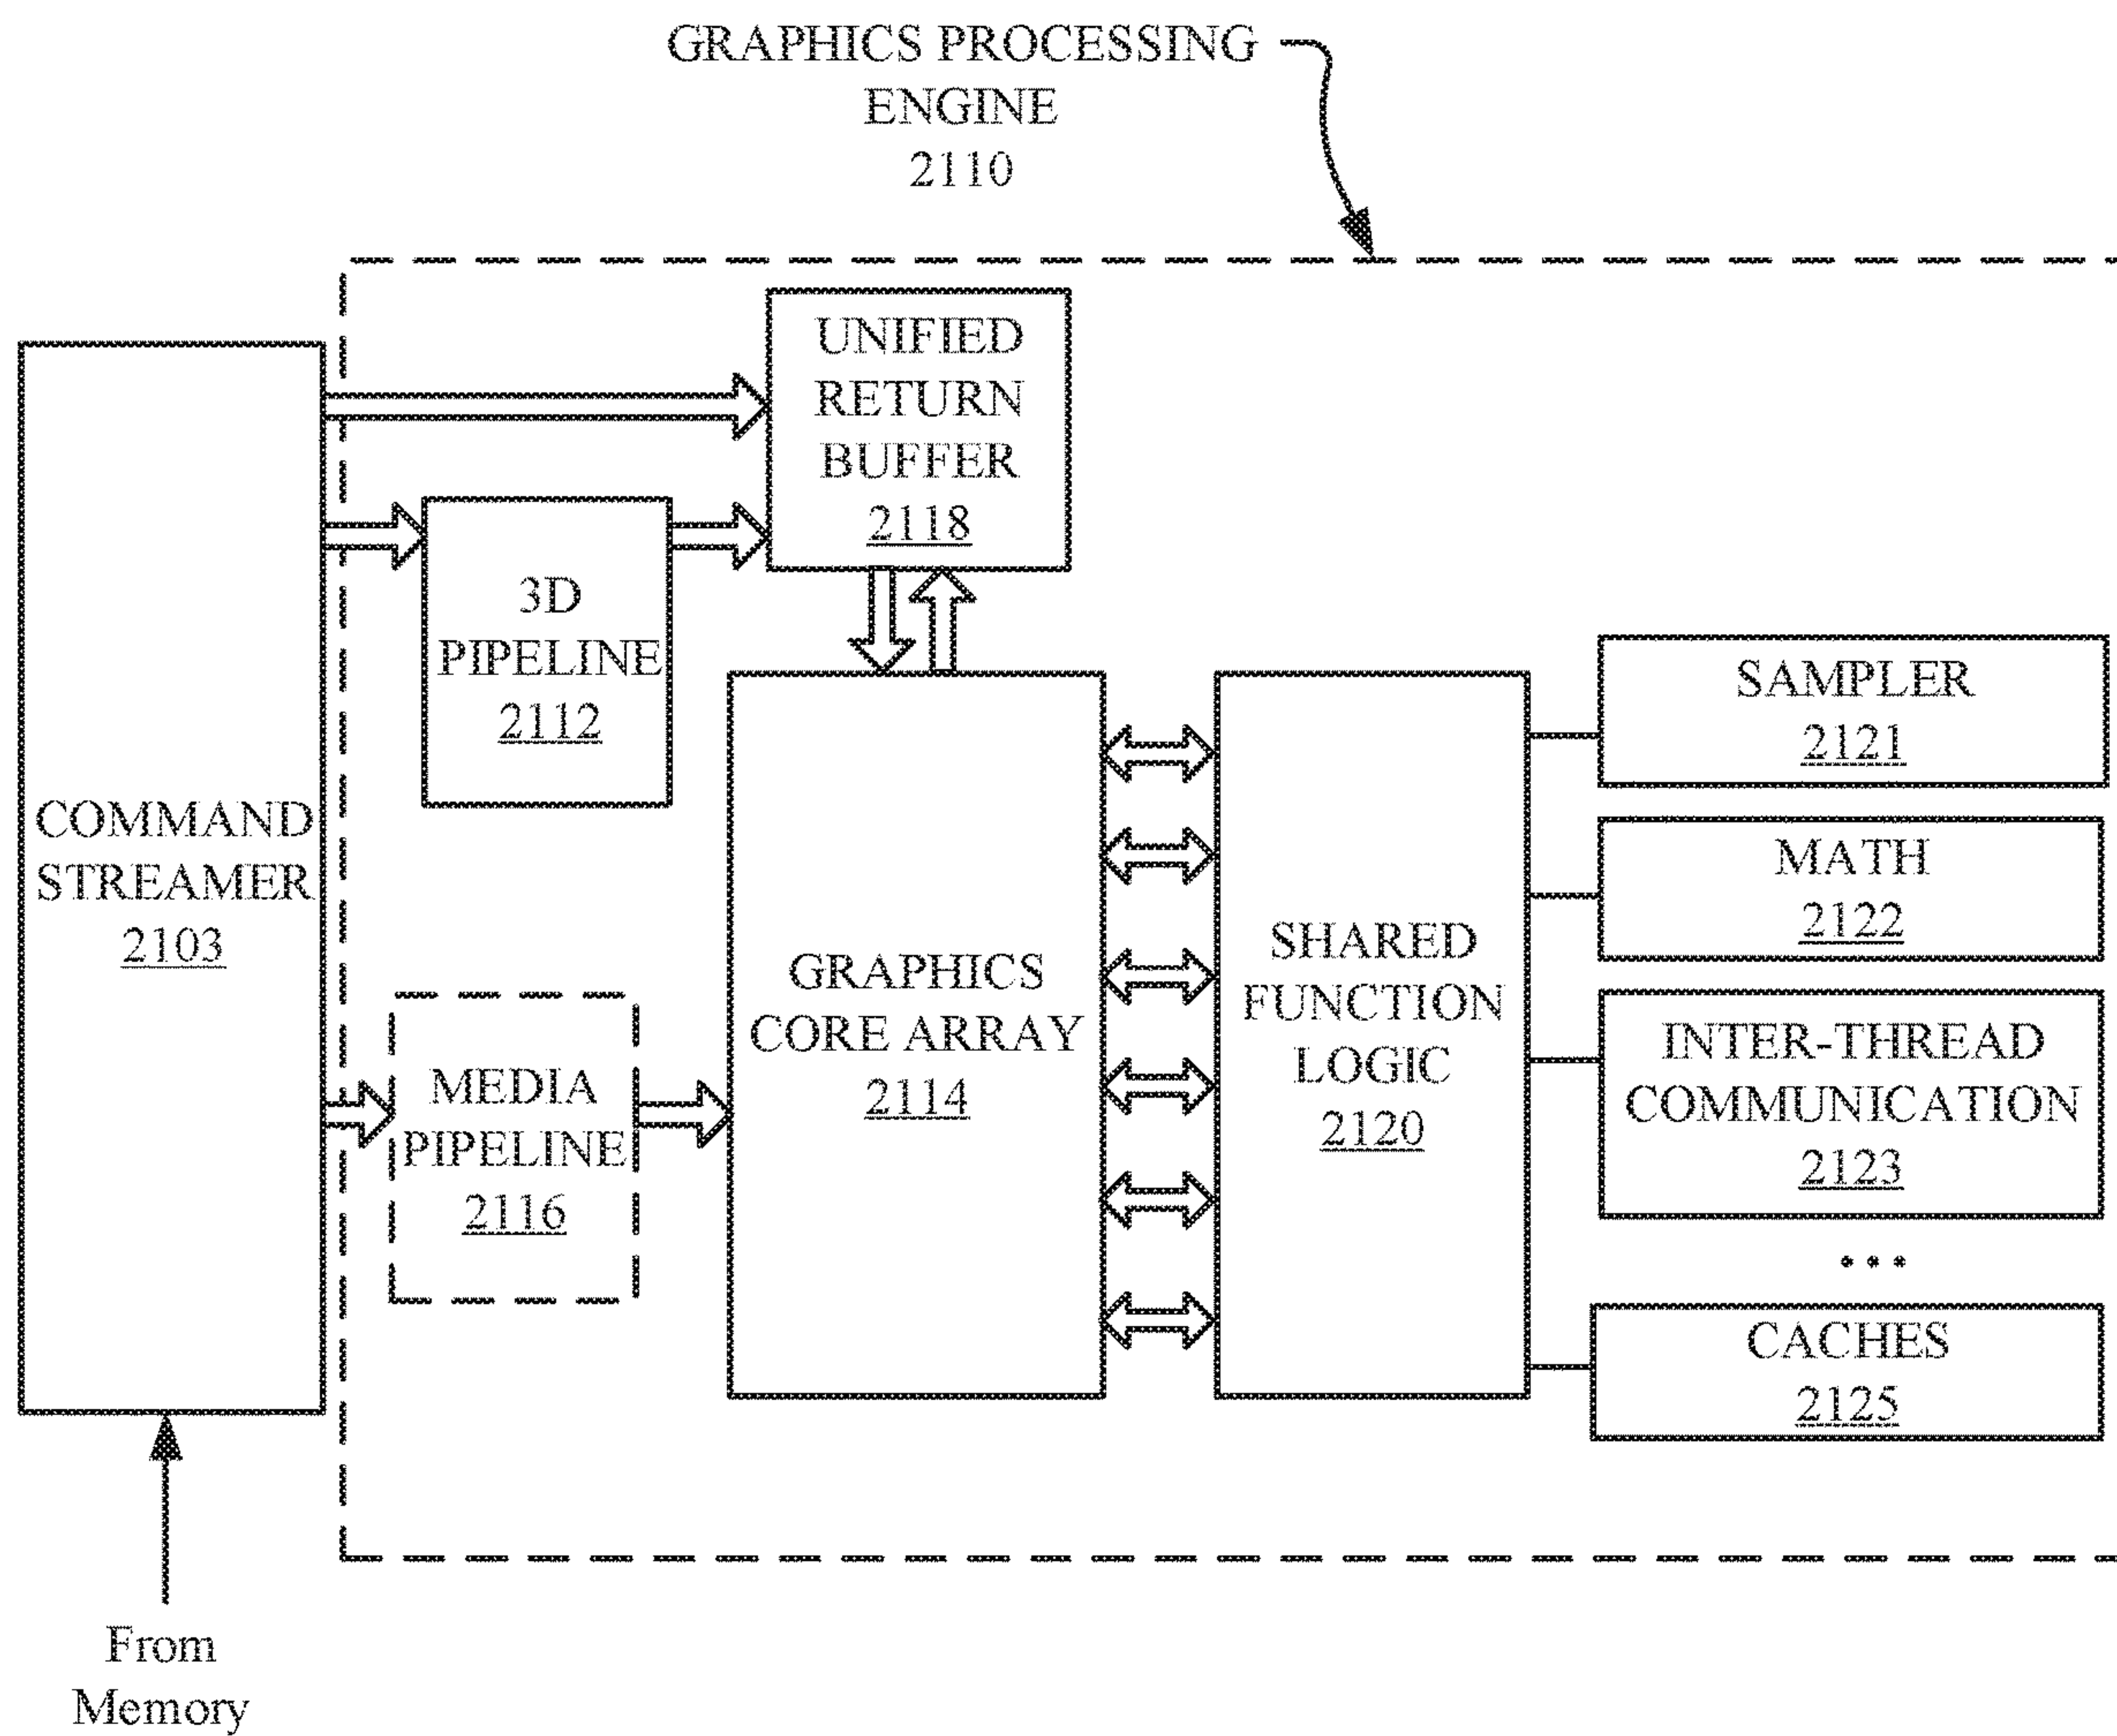 GRAPHICS PROCESSING
ENGINE
2110
UNIFIED
RETURN
BUFFER
2118
3D
PIPELINE
2112
COMMAND
STREAMER
2103
MEDIA
PIPELINE
2116
GRAPHICS
CORE ARRAY
2114
SHARED
FUNCTION
LOGIC
2120
SAMPLER
2121
MATH
2122
INTER-THREAD
COMMUNICATION
2123
...
CACHES
2125
From
Memory